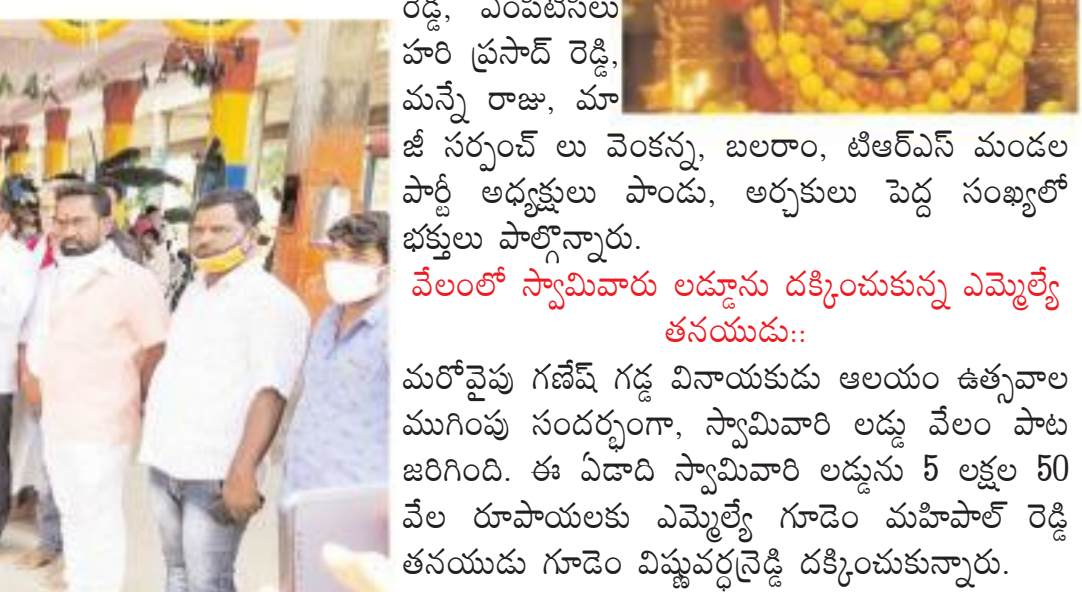 రెడ్డి, ఎంపిటిసిలు
హరి ప్రసాద్ రెడ్డి,
మన్నే రాజు, మా
జీ సర్పంచ్ లు వెంకన్న, బలరాం, టిఆర్ఎస్ మండల
పార్టీ అధ్యక్షులు పాండు, అర్చకులు పెద్ద సంఖ్యలో
భక్తులు పాల్గొన్నారు.
వేలంలో స్వామివారు లడ్డూను దక్కించుకున్న ఎమ్మెల్యే
తనయుడు::
మరోవైపు గణేష్ గడ్డ వినాయకుడు ఆలయం ఉత్సవాల
ముగింపు సందర్భంగా, స్వామివారి లడ్డు వేలం పాట
జరిగింది. ఈ ఏడాది స్వామివారి లడ్డును 5 లక్షల 50
వేల రూపాయలకు ఎమ్మెల్యే గూడెం మహిపాల్ రెడ్డి
తనయుడు గూడెం విష్ణువర్ధన్రెడ్డి దక్కించుకున్నారు.